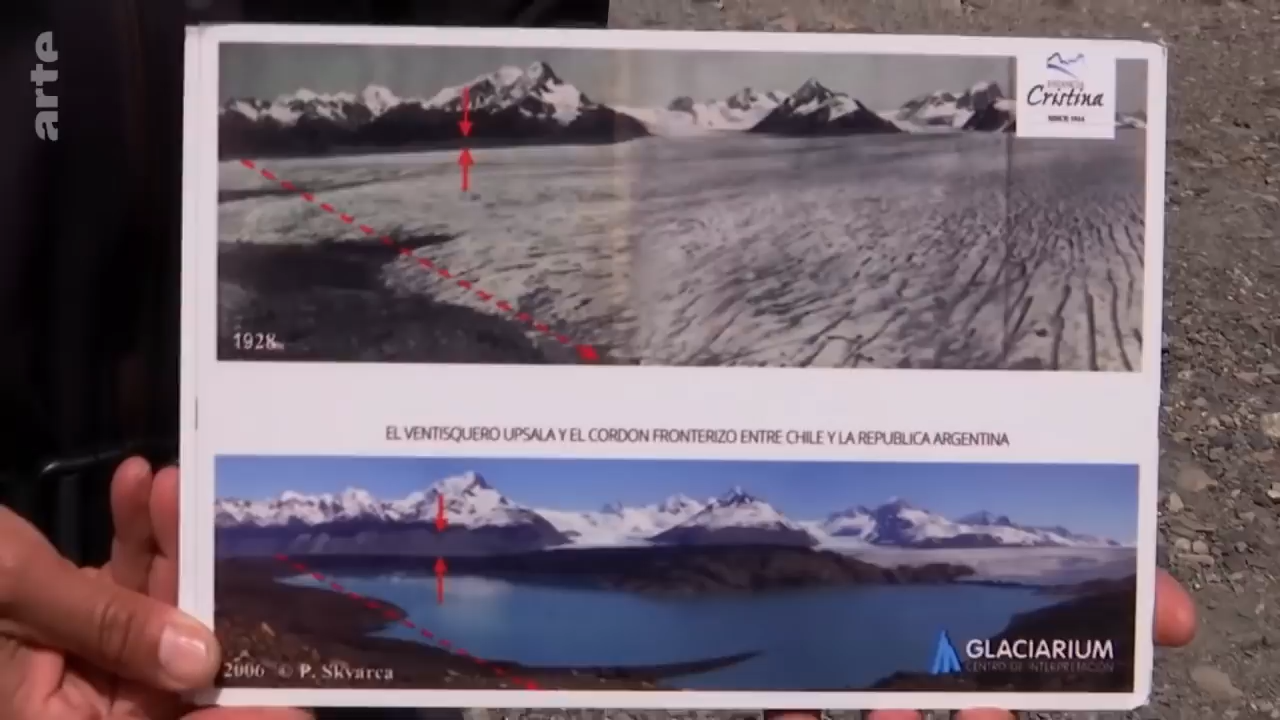 arte
Cristina
SINCE 1914
1928
EL VENTISQUERO UPSALA Y EL CORDON FRONTERIZO ENTRE CHILE Y LA REPUBLICA ARGENTINA
GLACIARIUM
CENTRO DE INTERPRETACIÓN
2006 © P. Skvarca